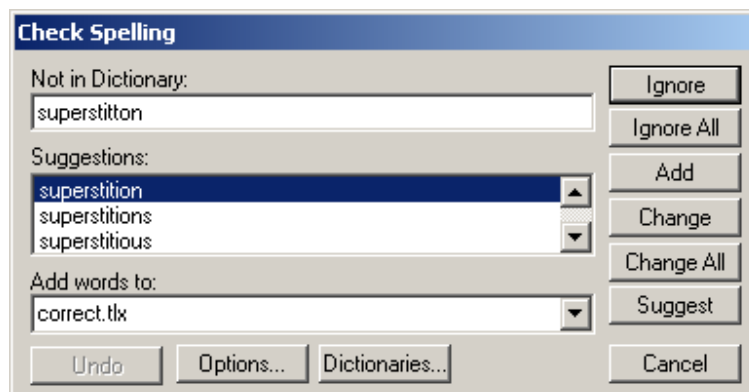 Check Spelling
Not in Dictionary:
superstitton
Suggestions:
superstition
superstitions
superstitious
Add words to:
correct.tlx
Undo
Options...
Dictionaries...
Ignore
Ignore All
Add
Change
Change All
Suggest
Cancel